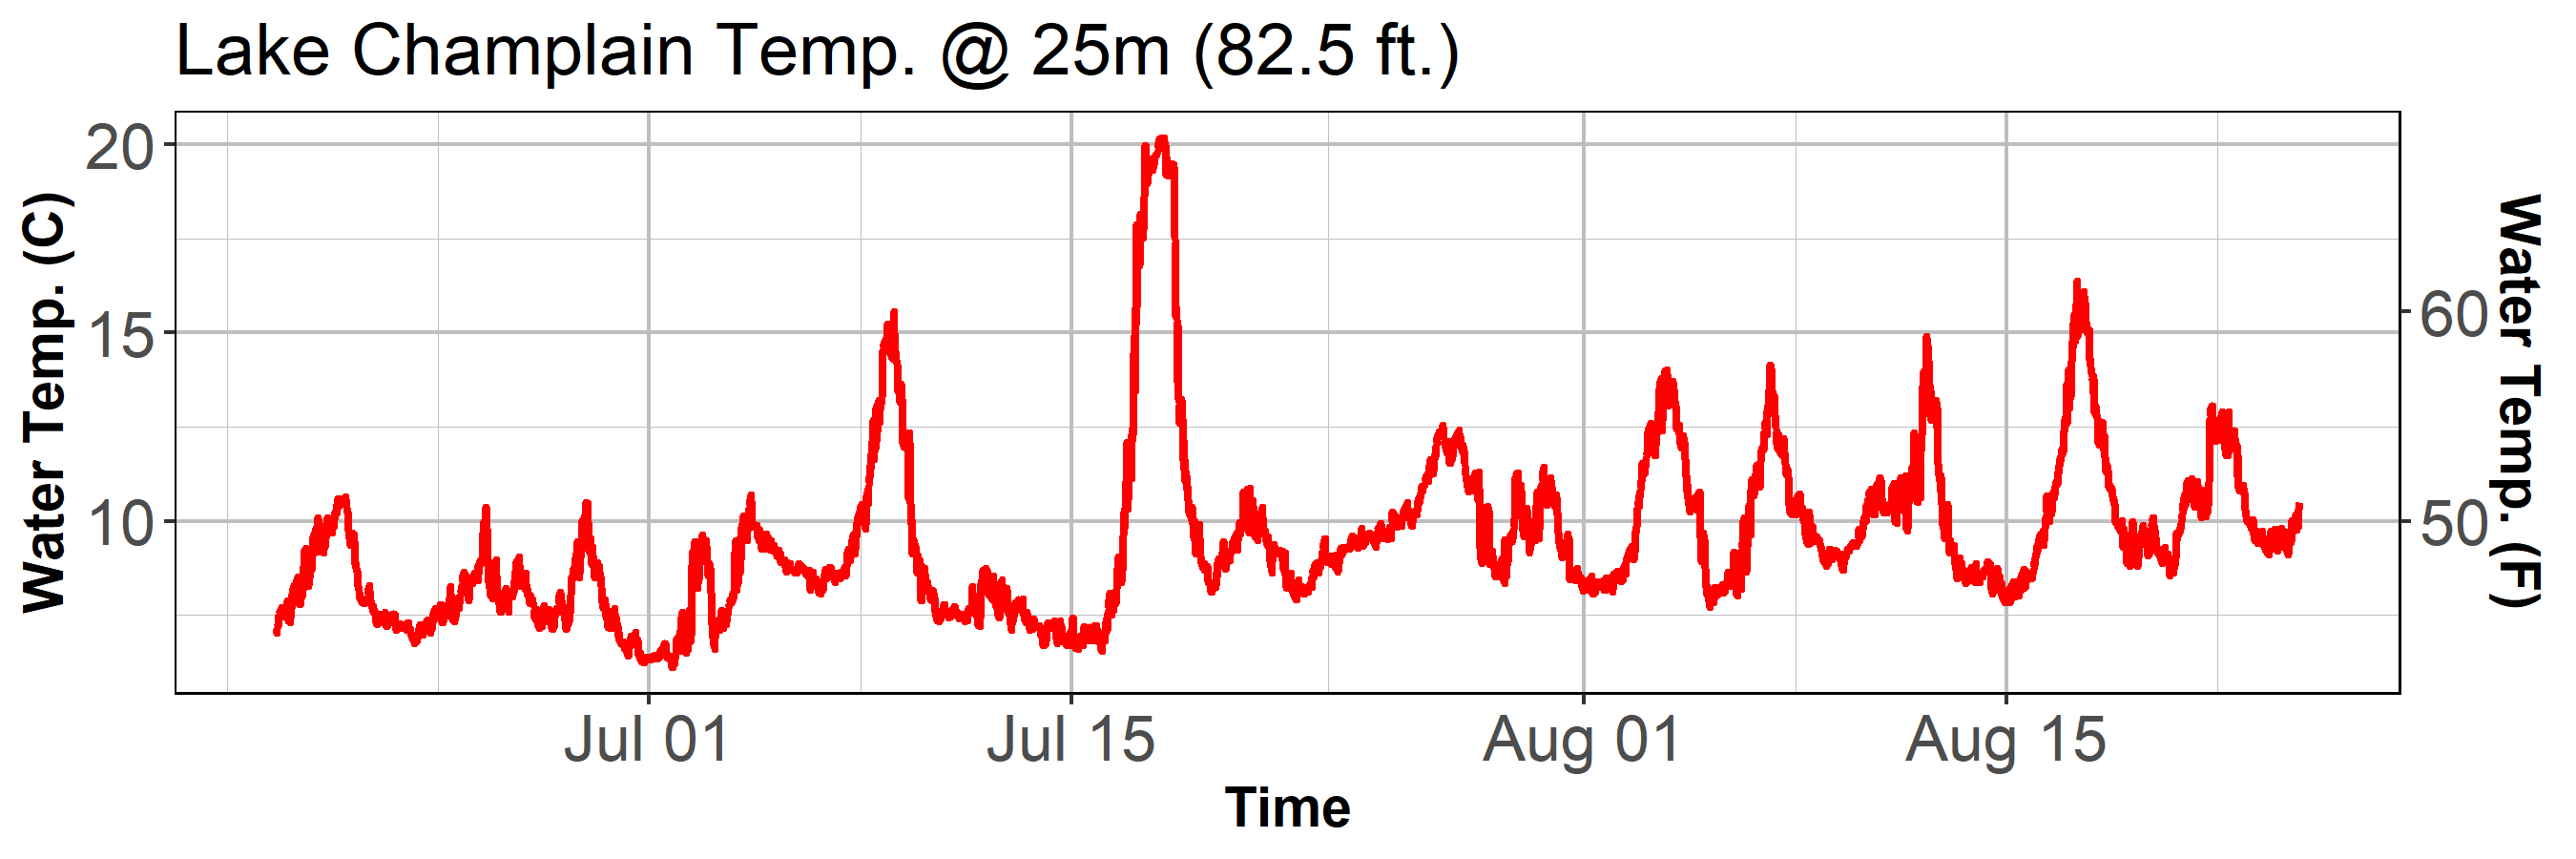 Lake Champlain Temp. @ 25m (82.5 ft.)
20
15
10
Water Temp. (C)
60
50
Water Temp. (F)
Jul 01
Jul 15
Aug 01
Aug 15
Time